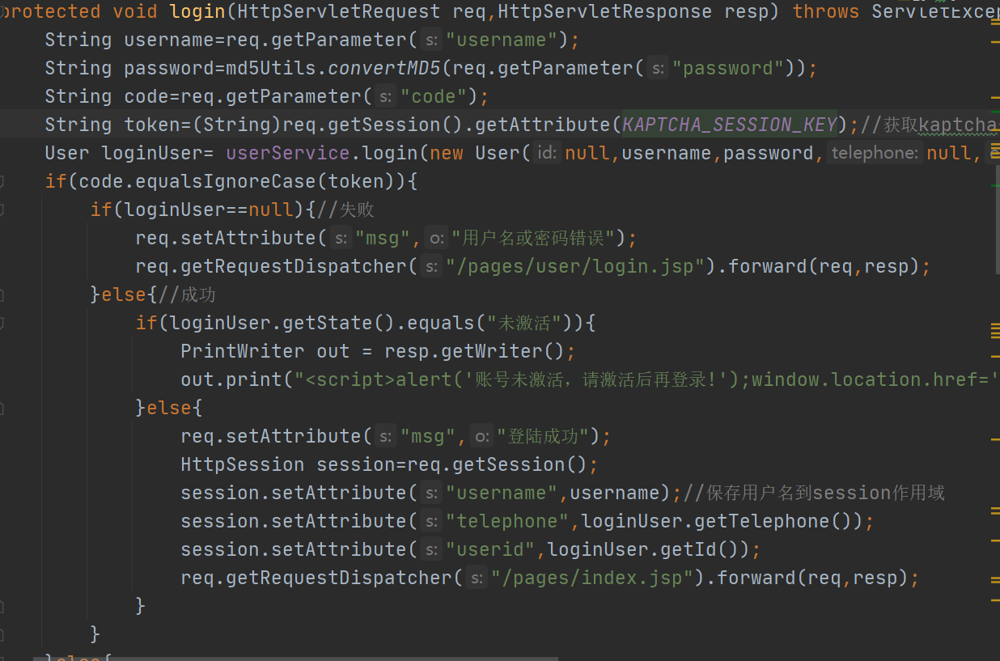 protected void login(HttpServletRequest req,HttpServletResponse resp) throws ServletExcep
String username=req.getParameter( s: "username");
String password=md5Utils.convertMD5(req.getParameter( s: "password"));
String code=req.getParameter( s: "code");
String token=(String)req.getSession().getAttribute(KAPTCHA_SESSION_KEY);//获取kaptcha
User loginUser= userService.login(new User( id: null,username,password, telephone: null,
if(code.equalsIgnoreCase(token)){
if(loginUser==null){//失败
req.setAttribute( s: "msg", o: "用户名或密码错误");
req.getRequestDispatcher( s: "/pages/user/login.jsp").forward(req,resp);
}else{//成功
if(loginUser.getState().equals("未激活")){
PrintWriter out = resp.getWriter();
out.print("<script>alert('账号未激活，请激活后再登录!');window.location.href='
}else{
req.setAttribute( s: "msg", o: "登陆成功");
HttpSession session=req.getSession();
session.setAttribute( s: "username",username);//保存用户名到session作用域
session.setAttribute( s: "telephone",loginUser.getTelephone());
session.setAttribute( s: "userid",loginUser.getId());
req.getRequestDispatcher( s: "/pages/index.jsp").forward(req,resp);
}
}
}else{